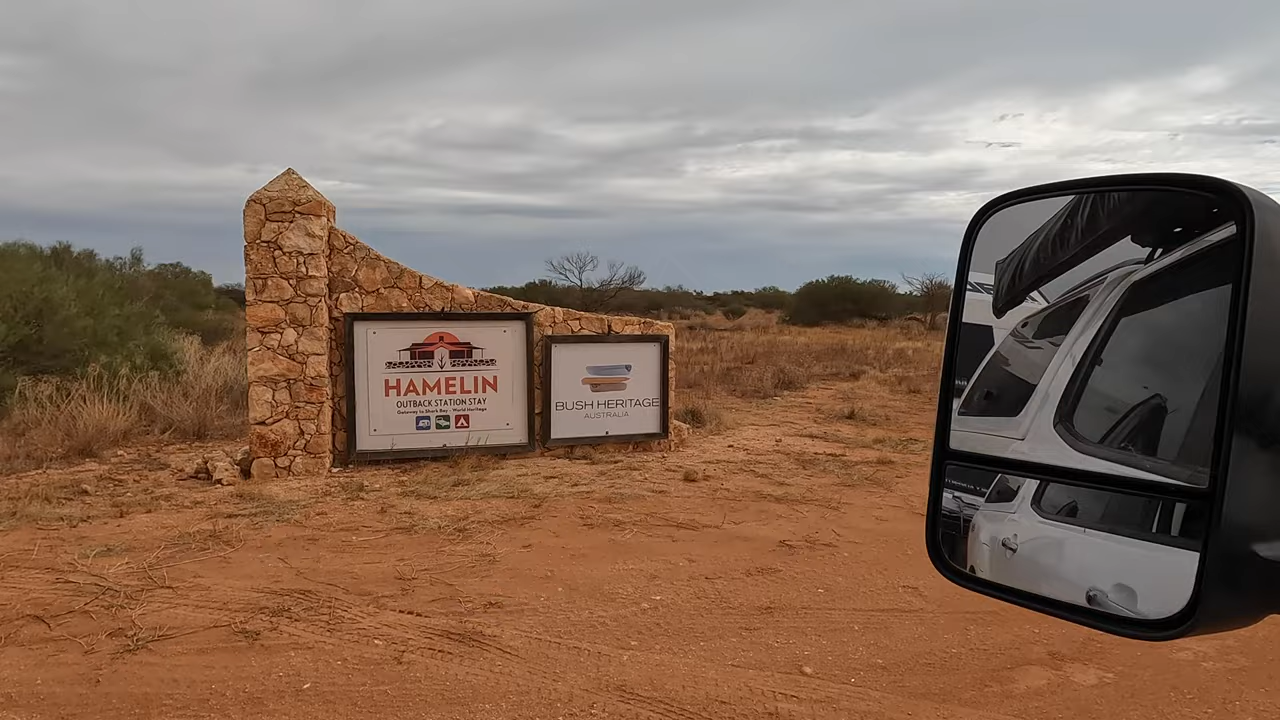 HAMELIN
OUTBACK STATION STAY
Gateway to Shark Bay - World Heritage
BUSH HERITAGE
AUSTRALIA